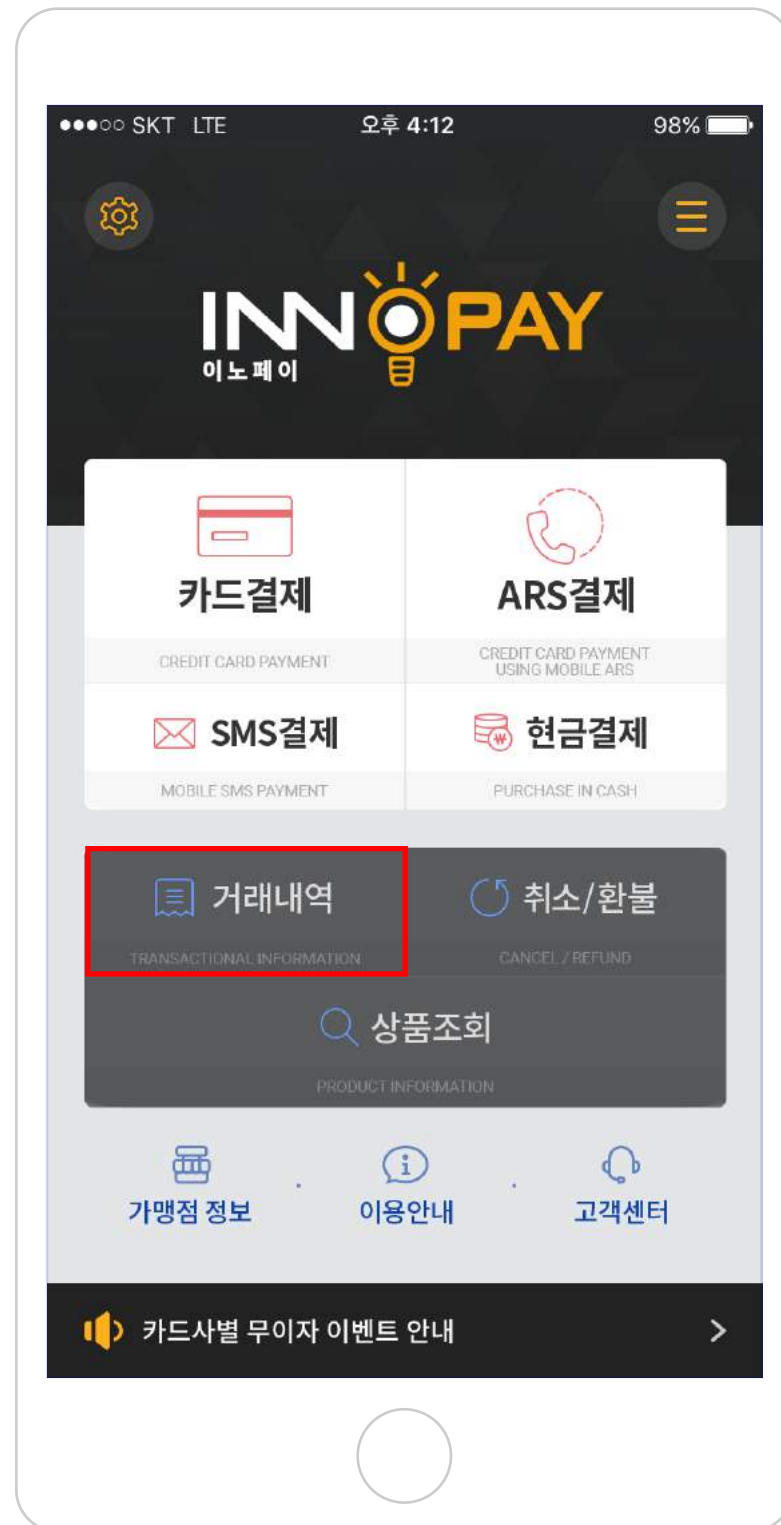 ●●●○○ SKT LTE 오후 4:12 98%
INNOPAY
이노페이
카드결제
ARS결제
CREDIT CARD PAYMENT
CREDIT CARD PAYMENT
USING MOBILE ARS
SMS결제
현금결제
MOBILE SMS PAYMENT
PURCHASE IN CASH
거래내역
취소/환불
TRANSACTIONAL INFORMATION
CANCEL / REFUND
상품조회
PRODUCT INFORMATION
가맹점 정보
이용안내
고객센터
카드사별 무이자 이벤트 안내